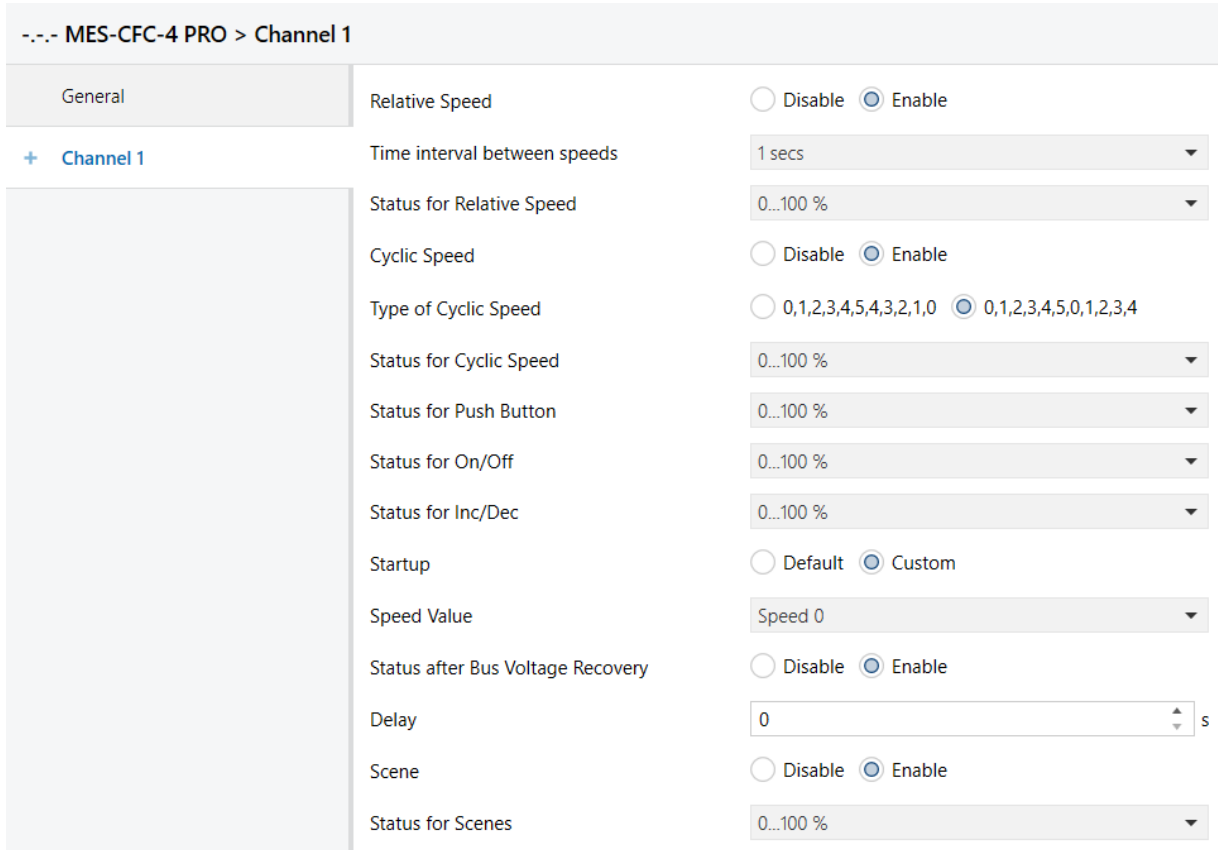 -.-.- MES-CFC-4 PRO > Channel 1
General
+ Channel 1
Relative Speed Disable Enable
Time interval between speeds 1 secs
Status for Relative Speed 0...100 %
Cyclic Speed Disable Enable
Type of Cyclic Speed 0,1,2,3,4,5,4,3,2,1,0 0,1,2,3,4,5,0,1,2,3,4
Status for Cyclic Speed 0...100 %
Status for Push Button 0...100 %
Status for On/Off 0...100 %
Status for Inc/Dec 0...100 %
Startup Default Custom
Speed Value Speed 0
Status after Bus Voltage Recovery Disable Enable
Delay 0 s
Scene Disable Enable
Status for Scenes 0...100 %